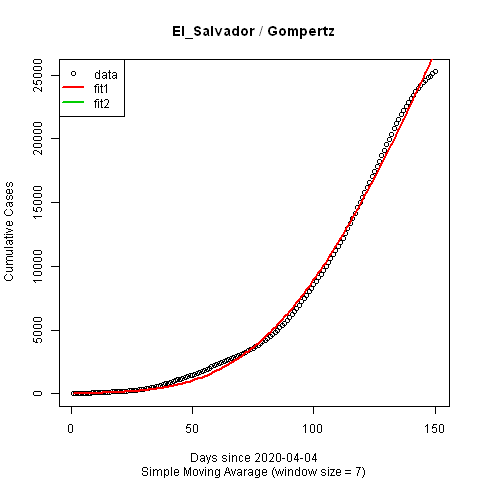 El_Salvador / Gompertz
data
fit1
fit2
Cumulative Cases
0 5000 10000 15000 20000 25000
0 50 100 150
Days since 2020-04-04
Simple Moving Avarage (window size = 7)